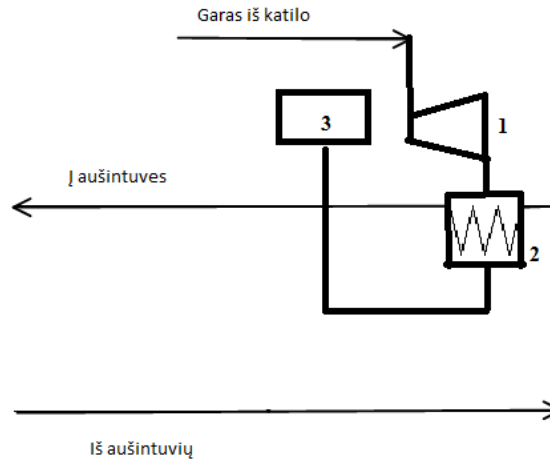 Garas iš katilo
3
1
Į aušintuves
2
Iš aušintuvių